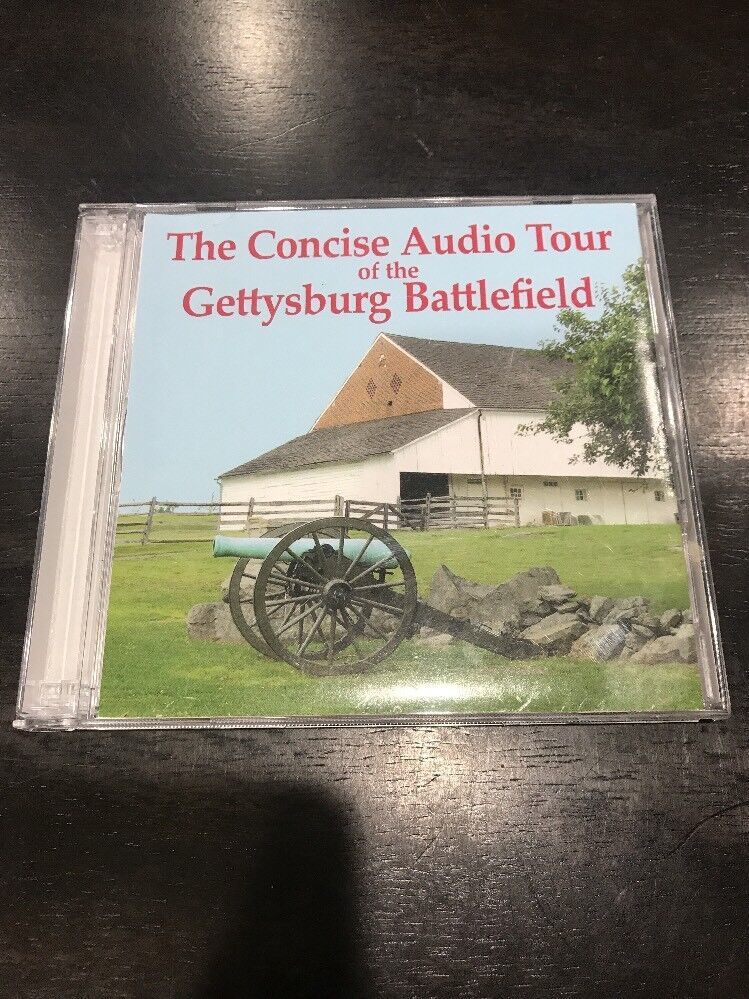 The Concise Audio Tour
of the
Gettysburg Battlefield